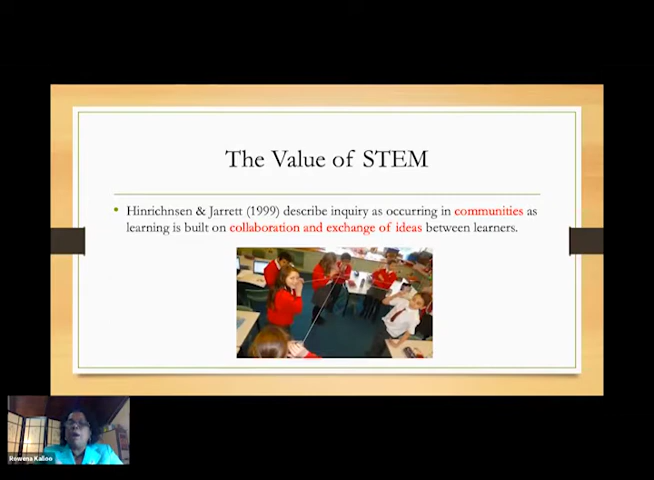 The Value of STEM
• Hinrichnsen & Jarrett (1999) describe inquiry as occurring in communities as
learning is built on collaboration and exchange of ideas between learners.
Rowena Kalloo